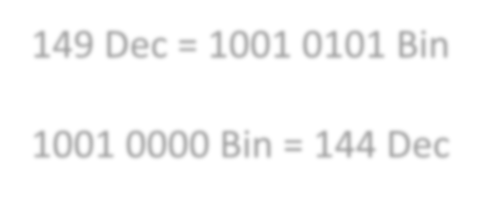 149 Dec = 1001 0101 Bin
1001 0000 Bin = 144 Dec